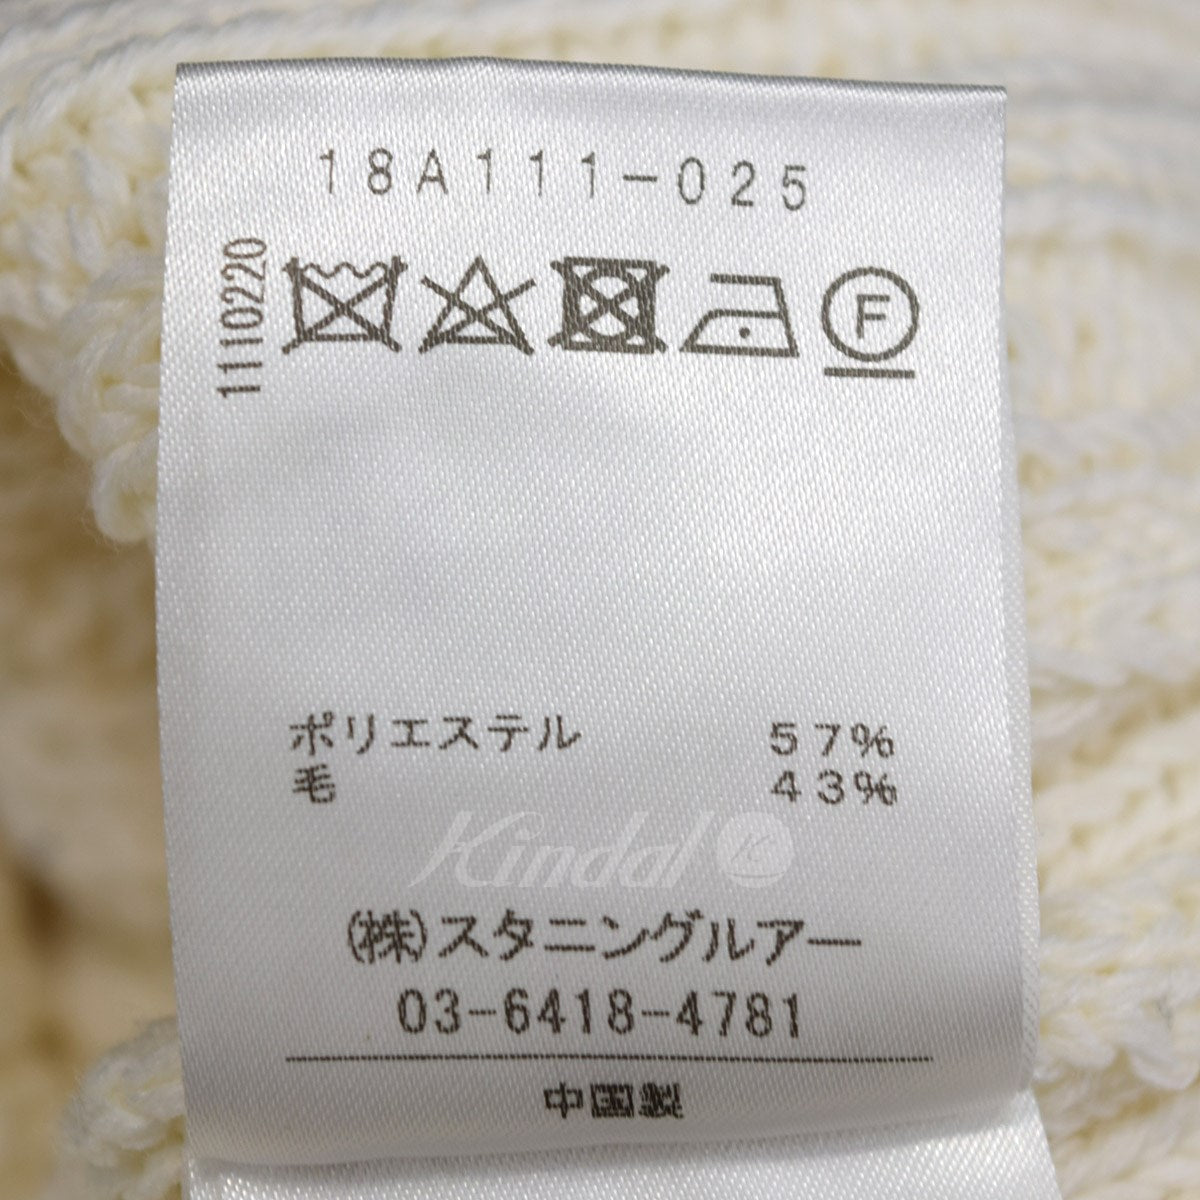 18A111-025
1110220
F
ポリエステル 57%
毛 43%
Kindal
(株)スタニングルアー
03-6418-4781
中国製